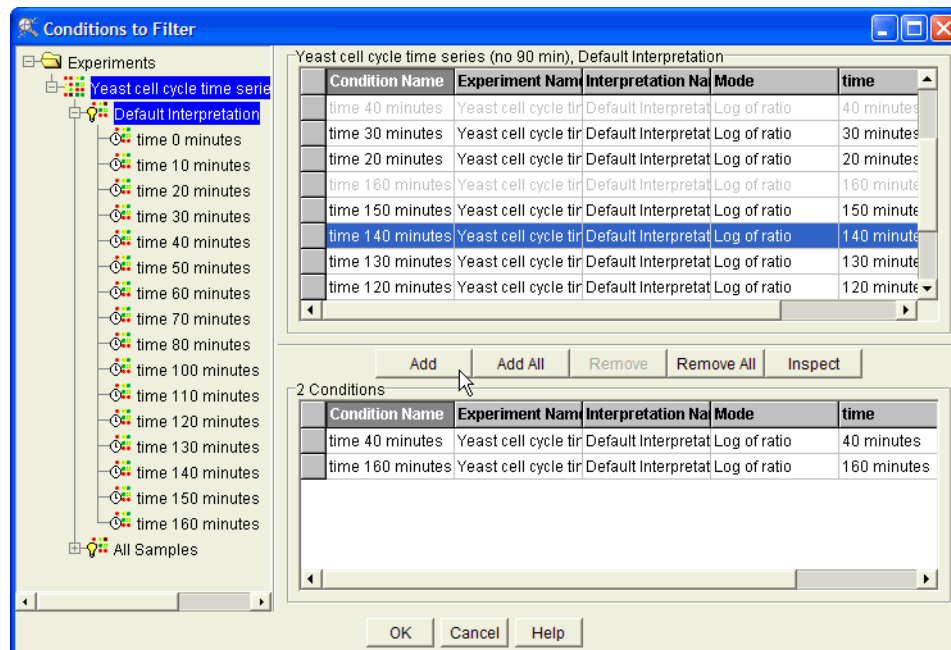 Conditions to Filter
Experiments
Yeast cell cycle time serie
Default Interpretation
time 0 minutes
time 10 minutes
time 20 minutes
time 30 minutes
time 40 minutes
time 50 minutes
time 60 minutes
time 70 minutes
time 80 minutes
time 100 minutes
time 110 minutes
time 120 minutes
time 130 minutes
time 140 minutes
time 150 minutes
time 160 minutes
All Samples
Yeast cell cycle time series (no 90 min), Default Interpretation
Condition Name Experiment Name Interpretation Na Mode time
time 40 minutes Yeast cell cycle tir Default Interpretat Log of ratio 40 minutes
time 30 minutes Yeast cell cycle tir Default Interpretat Log of ratio 30 minutes
time 20 minutes Yeast cell cycle tir Default Interpretat Log of ratio 20 minutes
time 160 minutes Yeast cell cycle tir Default Interpretat Log of ratio 160 minute
time 150 minutes Yeast cell cycle tir Default Interpretat Log of ratio 150 minute
time 140 minutes Yeast cell cycle tir Default Interpretat Log of ratio 140 minute
time 130 minutes Yeast cell cycle tir Default Interpretat Log of ratio 130 minute
time 120 minutes Yeast cell cycle tir Default Interpretat Log of ratio 120 minute
Add Add All Remove Remove All Inspect
2 Conditions
Condition Name Experiment Name Interpretation Na Mode time
time 40 minutes Yeast cell cycle tir Default Interpretat Log of ratio 40 minutes
time 160 minutes Yeast cell cycle tir Default Interpretat Log of ratio 160 minutes
OK Cancel Help